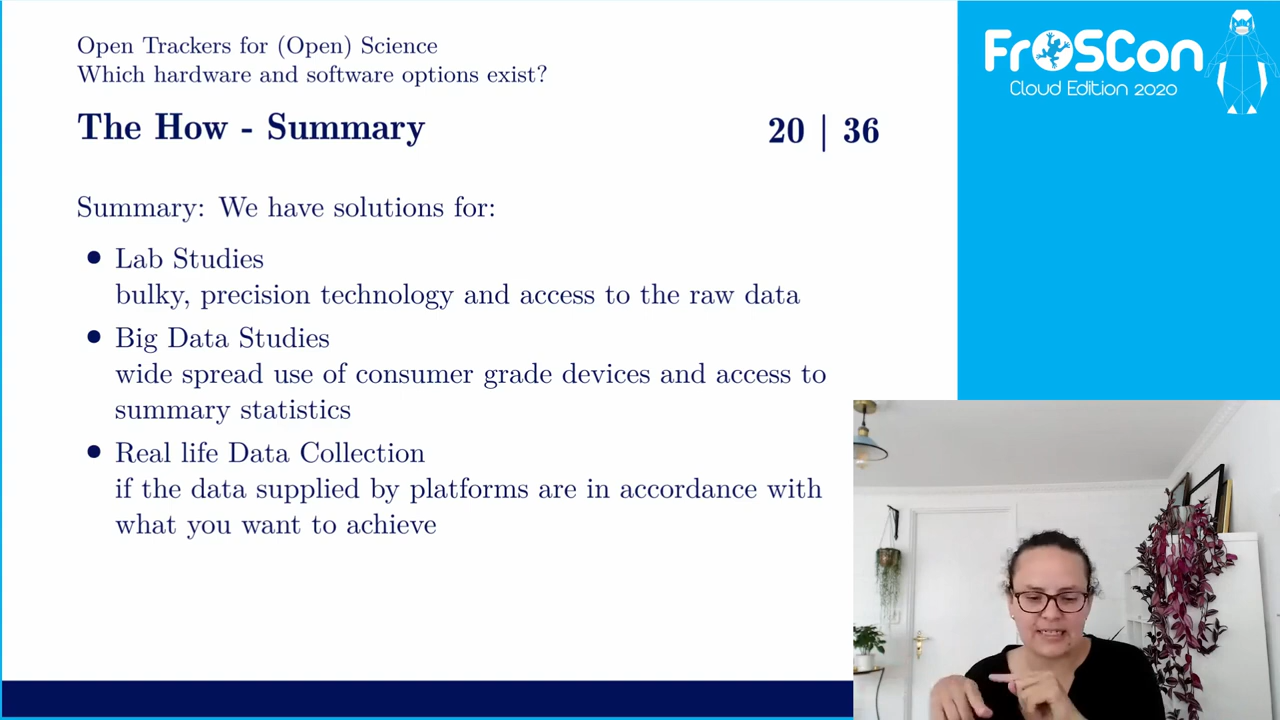 Open Trackers for (Open) Science
Which hardware and software options exist?
The How - Summary
20 | 36
Summary: We have solutions for:
• Lab Studies
bulky, precision technology and access to the raw data
• Big Data Studies
wide spread use of consumer grade devices and access to
summary statistics
• Real life Data Collection
if the data supplied by platforms are in accordance with
what you want to achieve
FrOSCon
Cloud Edition 2020